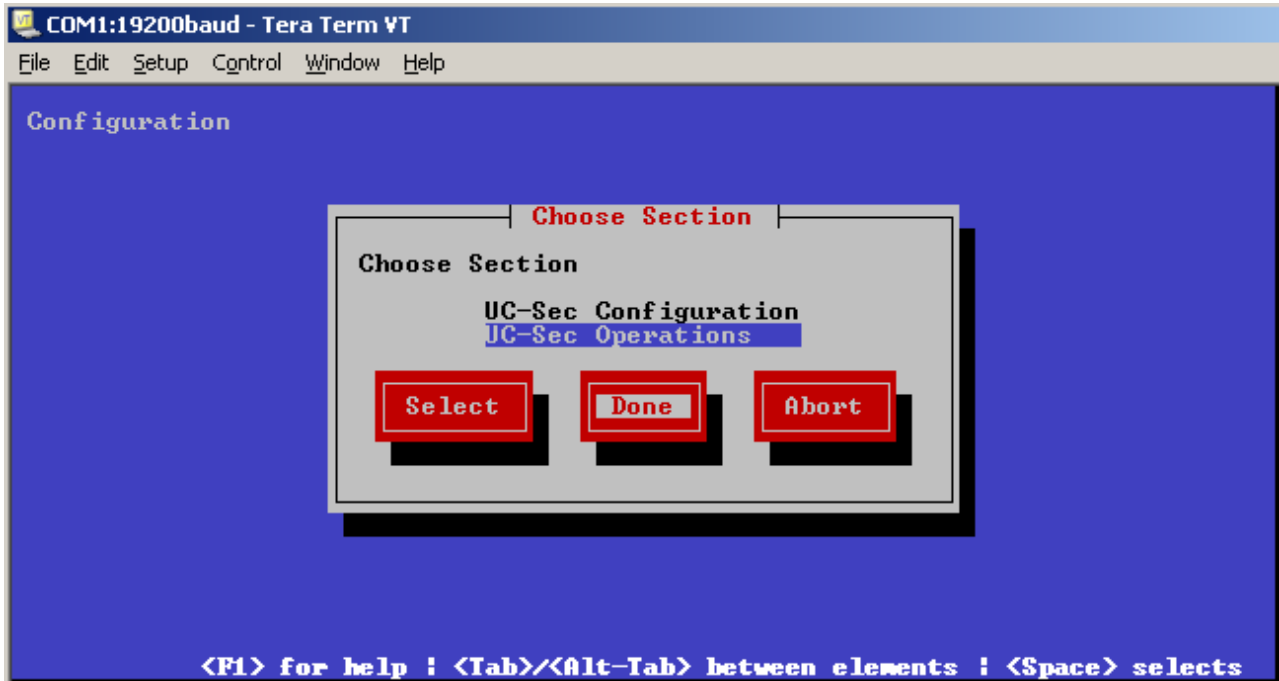 COM1:19200baud - Tera Term VT
File Edit Setup Control Window Help
Configuration
Choose Section
Choose Section
UC-Sec Configuration
UC-Sec Operations
Select Done Abort
<F1> for help | <Tab>/<Alt-Tab> between elements | <Space> selects